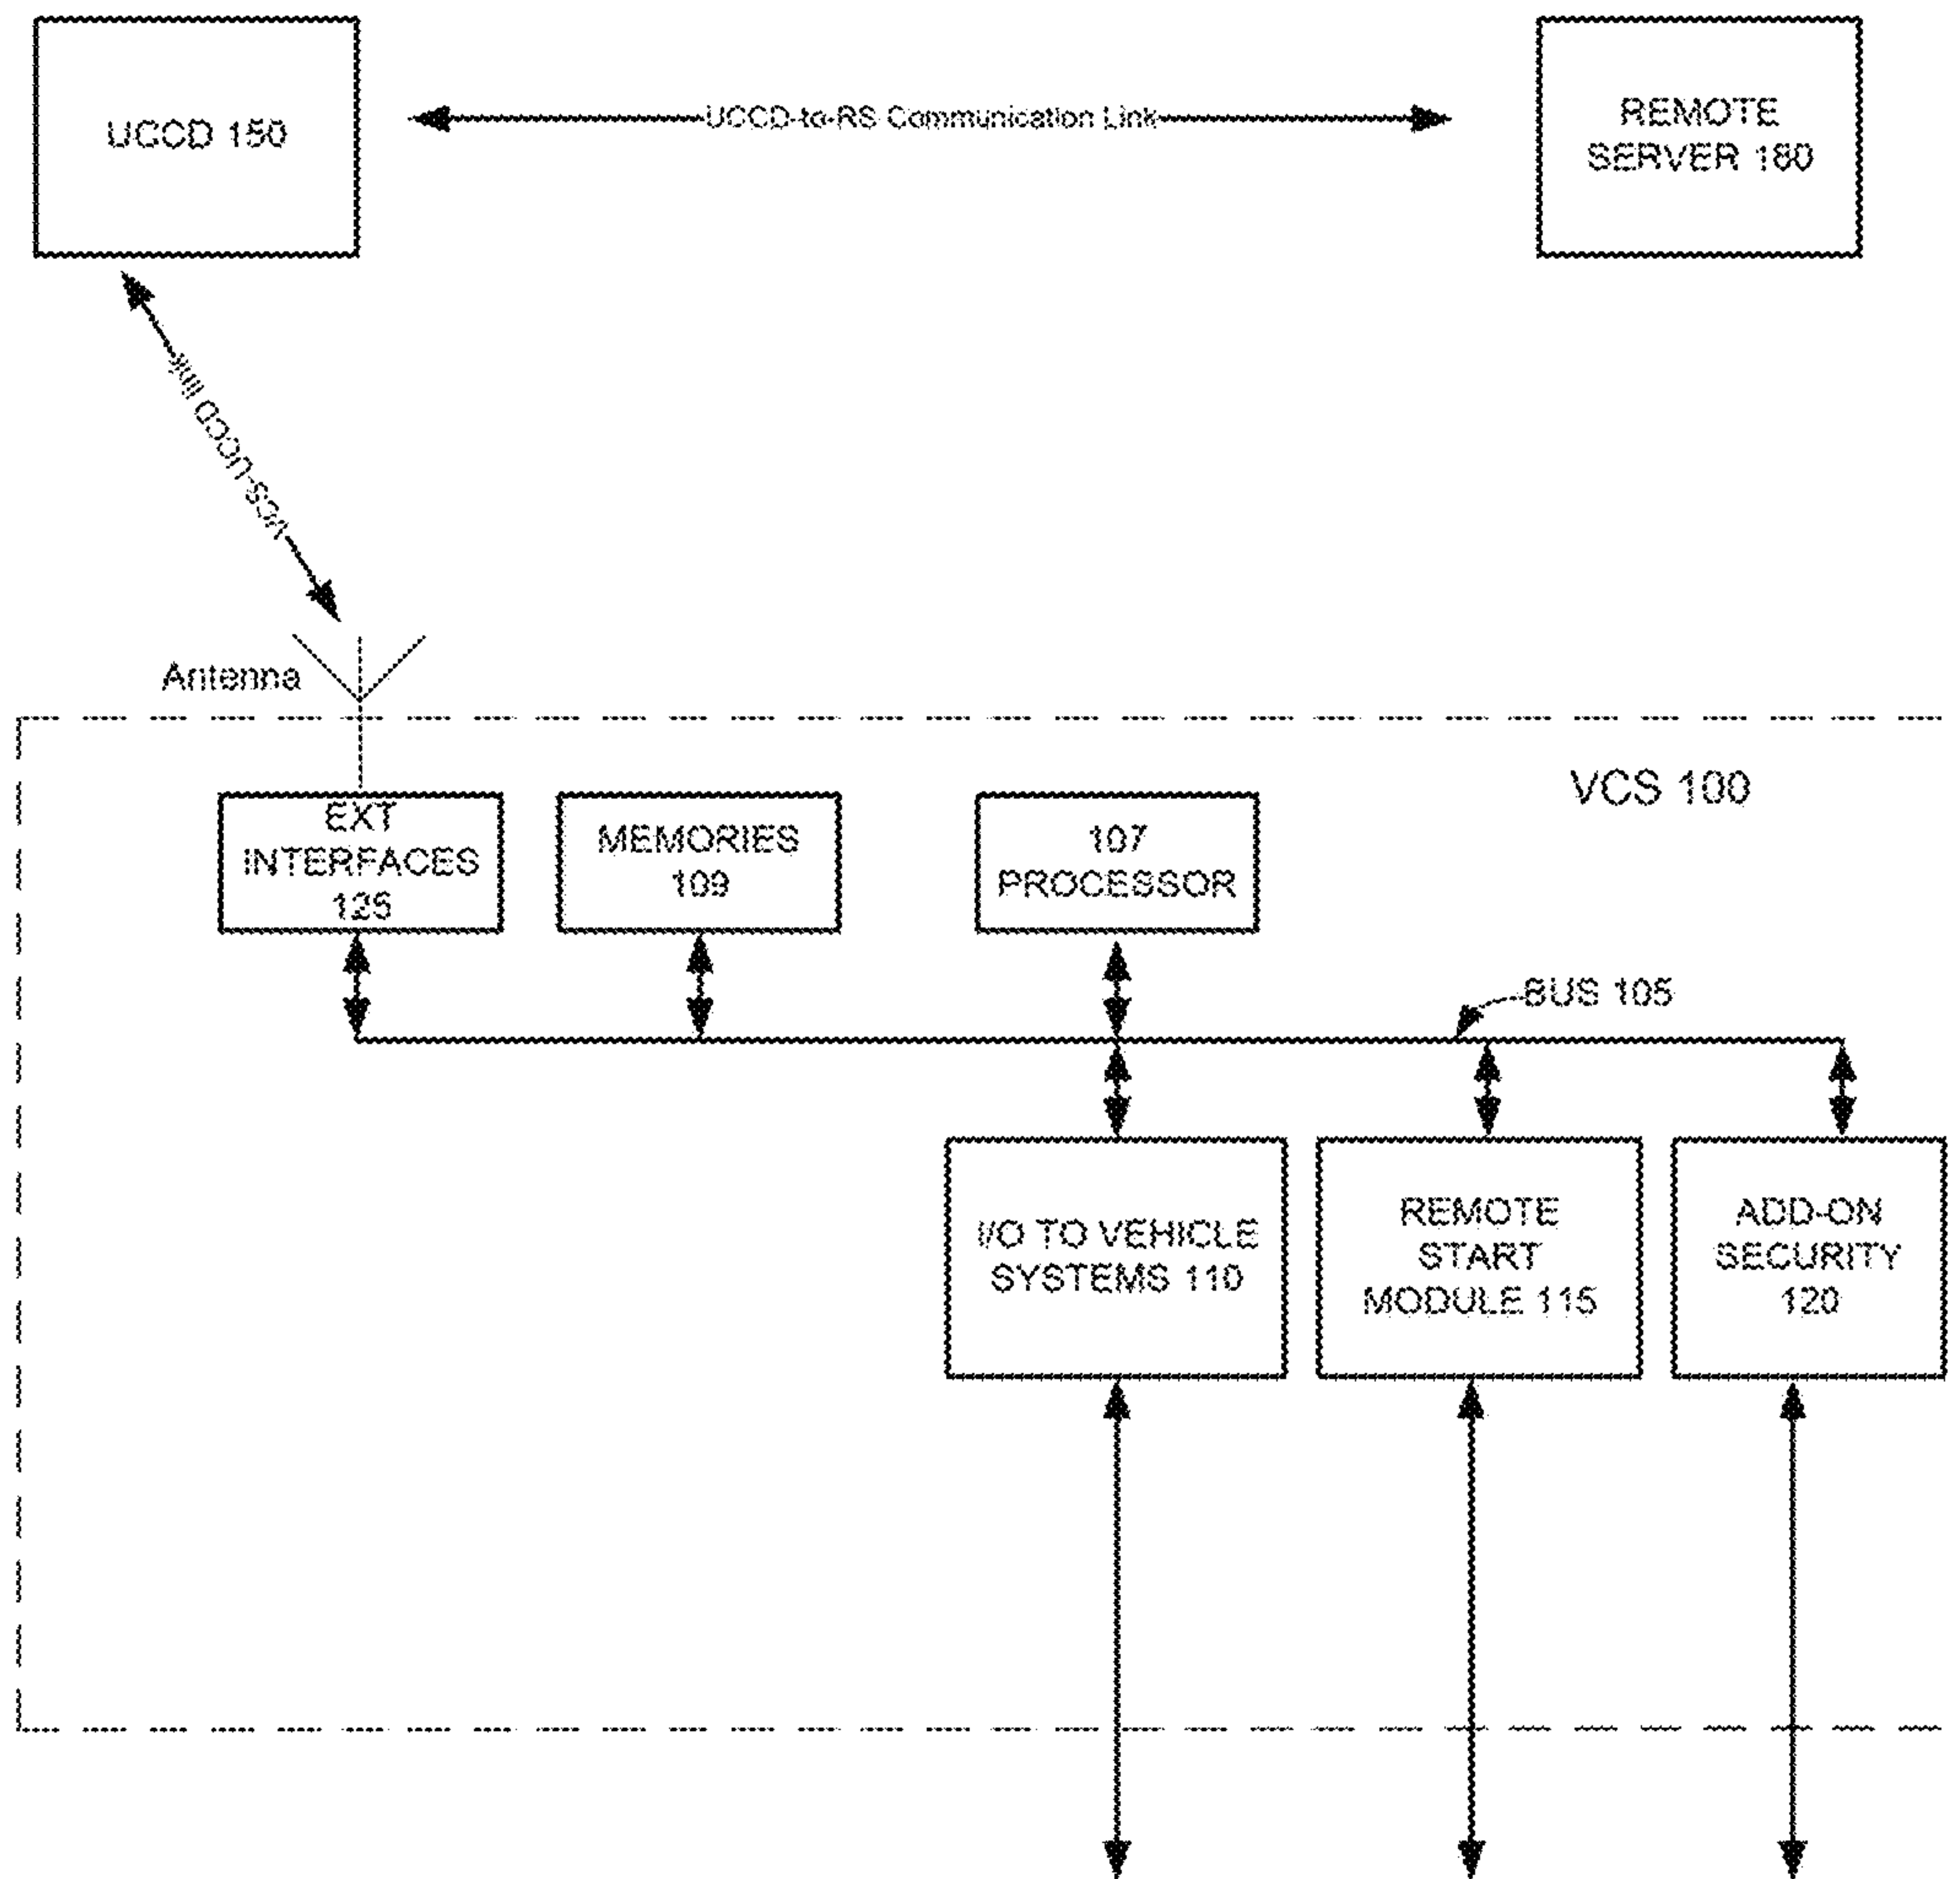 UCCD 150
UCCD-to-RS Communication Link
REMOTE
SERVER 180
VCS-UCCD link
Antenna
VCS 100
EXT
INTERFACES
125
MEMORIES
109
107
PROCESSOR
BUS 105
I/O TO VEHICLE
SYSTEMS 110
REMOTE
START
MODULE 115
ADD-ON
SECURITY
120